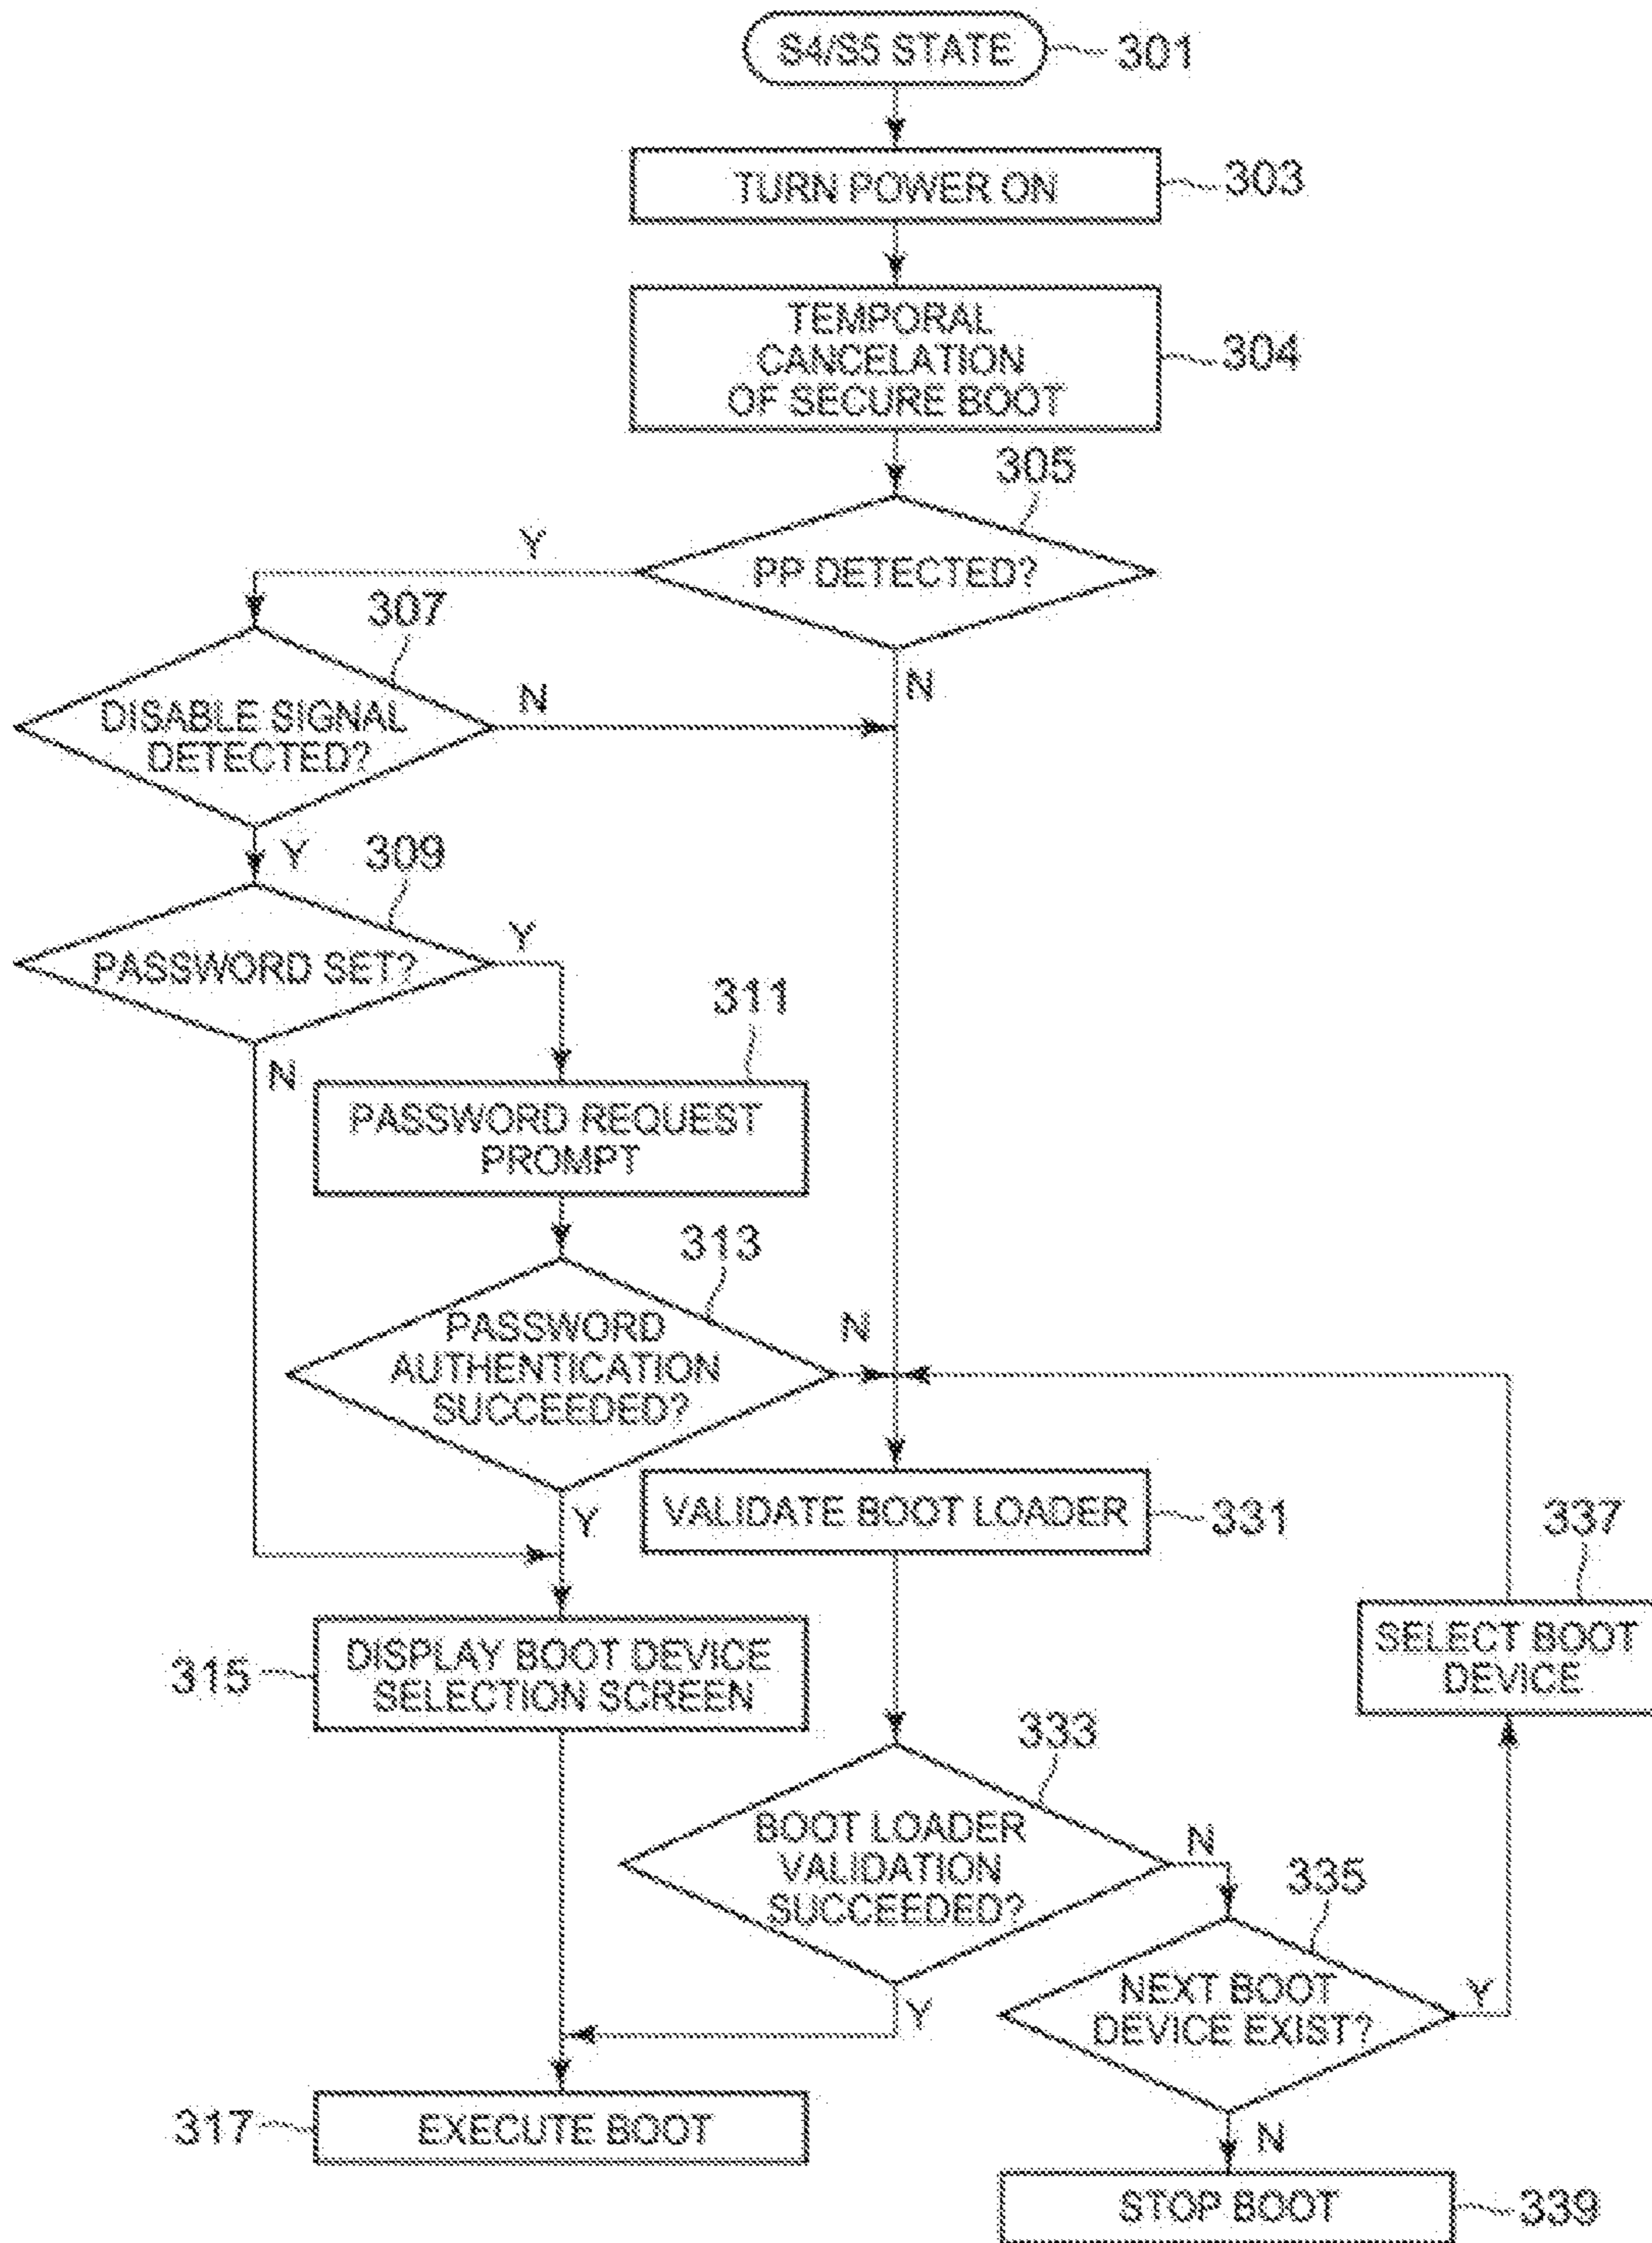 S4/S5 STATE
301
TURN POWER ON
303
TEMPORAL
CANCELATION
OF SECURE BOOT
304
305
PP DETECTED?
Y
N
307
DISABLE SIGNAL
DETECTED?
N
Y
309
PASSWORD SET?
Y
N
311
PASSWORD REQUEST
PROMPT
313
PASSWORD
AUTHENTICATION
SUCCEEDED?
N
Y
VALIDATE BOOT LOADER
331
337
SELECT BOOT
DEVICE
315
DISPLAY BOOT DEVICE
SELECTION SCREEN
333
BOOT LOADER
VALIDATION
SUCCEEDED?
N
Y
335
NEXT BOOT
DEVICE EXIST?
Y
N
317
EXECUTE BOOT
STOP BOOT
339